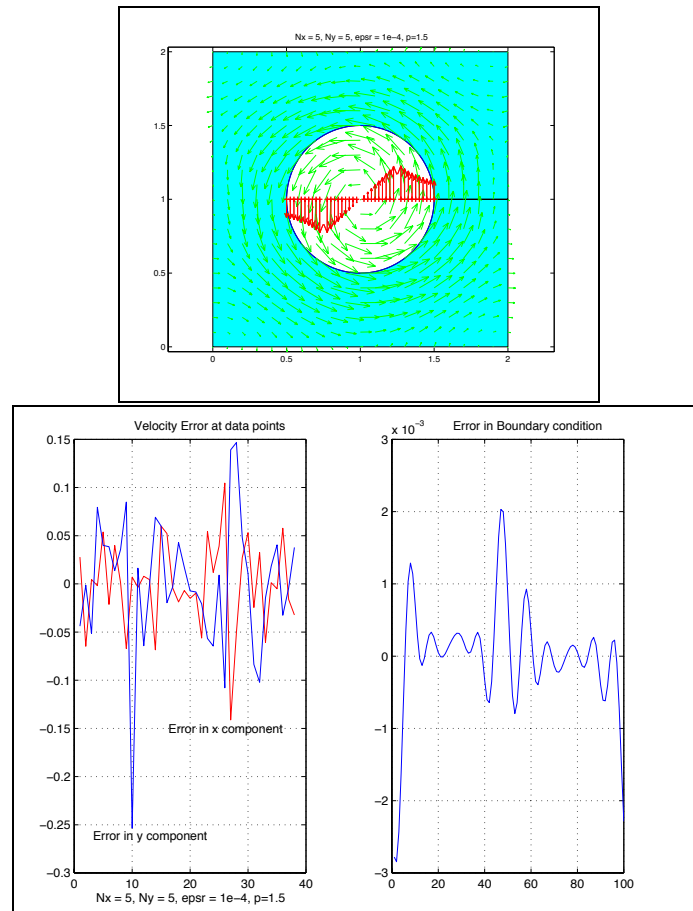 Nx = 5, Ny = 5, epsr = 1e−4, p=1.5
2
1.5
1
0.5
0
0 0.5 1 1.5 2
Velocity Error at data points
0.15
0.1
0.05
0
−0.05
−0.1
−0.15
−0.2
−0.25
−0.3
Error in x component
Error in y component
0 10 20 30 40
Nx = 5, Ny = 5, epsr = 1e−4, p=1.5
x 10⁻³ Error in Boundary condition
3
2
1
0
−1
−2
−3
0 20 40 60 80 100